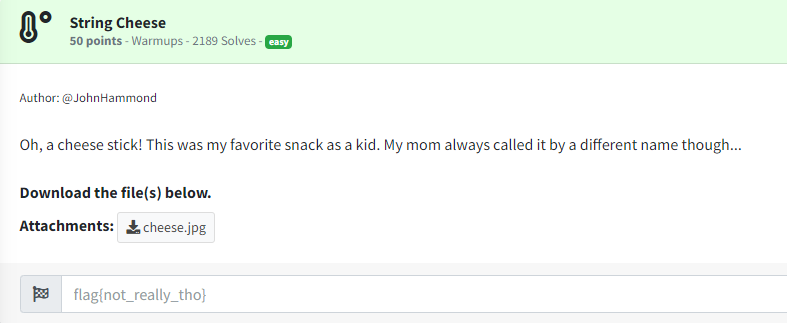 String Cheese
50 points - Warmups - 2189 Solves - easy
Author: @JohnHammond
Oh, a cheese stick! This was my favorite snack as a kid. My mom always called it by a different name though...
Download the file(s) below.
Attachments: cheese.jpg
flag{not_really_tho}